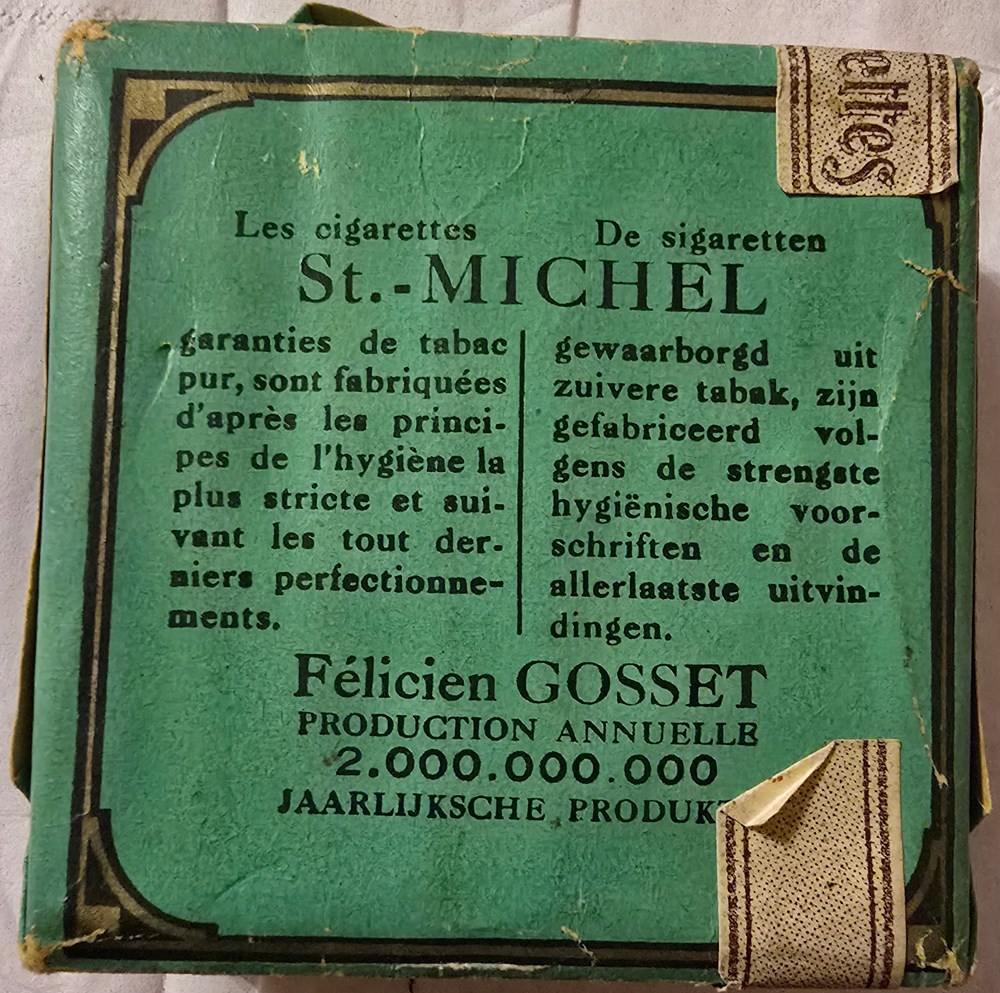 Les cigarettes De sigaretten
St.-MICHEL
garanties de tabac
pur, sont fabriquées
d'après les princi-
pes de l'hygiène la
plus stricte et sui-
vant les tout der-
niers perfectionne-
ments.
gewaarborgd uit
zuivere tabak, zijn
gefabriceerd vol-
gens de strengste
hygiënische voor-
schriften en de
allerlaatste uitvin-
dingen.
Félicien GOSSET
PRODUCTION ANNUELLE
2.000.000.000
JAARLIJKSCHE PRODUK